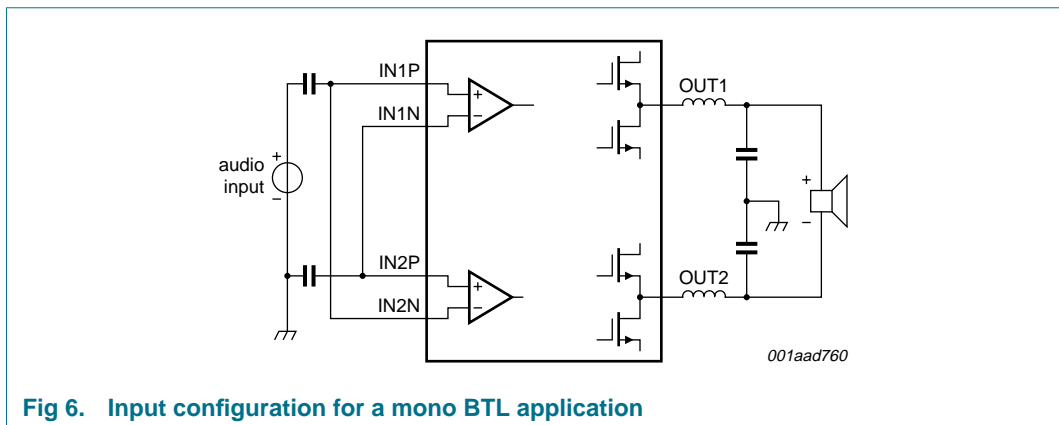 IN1P
OUT1
+
IN1N
−
audio
input
+
−
+
−
IN2P
OUT2
+
IN2N
−
001aad760
Fig 6. Input configuration for a mono BTL application